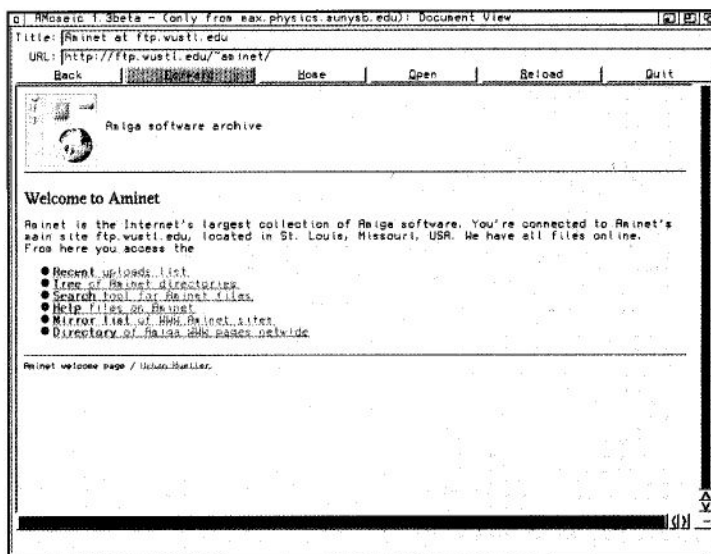 AMosaic 1.3beta - (only from max.physics.sunysb.edu): Document View
Title: Aminet at ftp.wustl.edu
URL: http://ftp.wustl.edu/~aminet/
Back Forward Home Open Reload Quit
Amiga software archive
Welcome to Aminet
Aminet is the Internet's largest collection of Amiga software. You're connected to Aminet's
main site ftp.wustl.edu, located in St. Louis, Missouri, USA. We have all files online.
From here you access the
Recent uploads list
Tree of Aminet directories
Search tool for Aminet files
Help files on Aminet
Mirror list of WWW Aminet sites
Directory of Amiga WWW pages netwide
Aminet welcome page / Urban Mueller